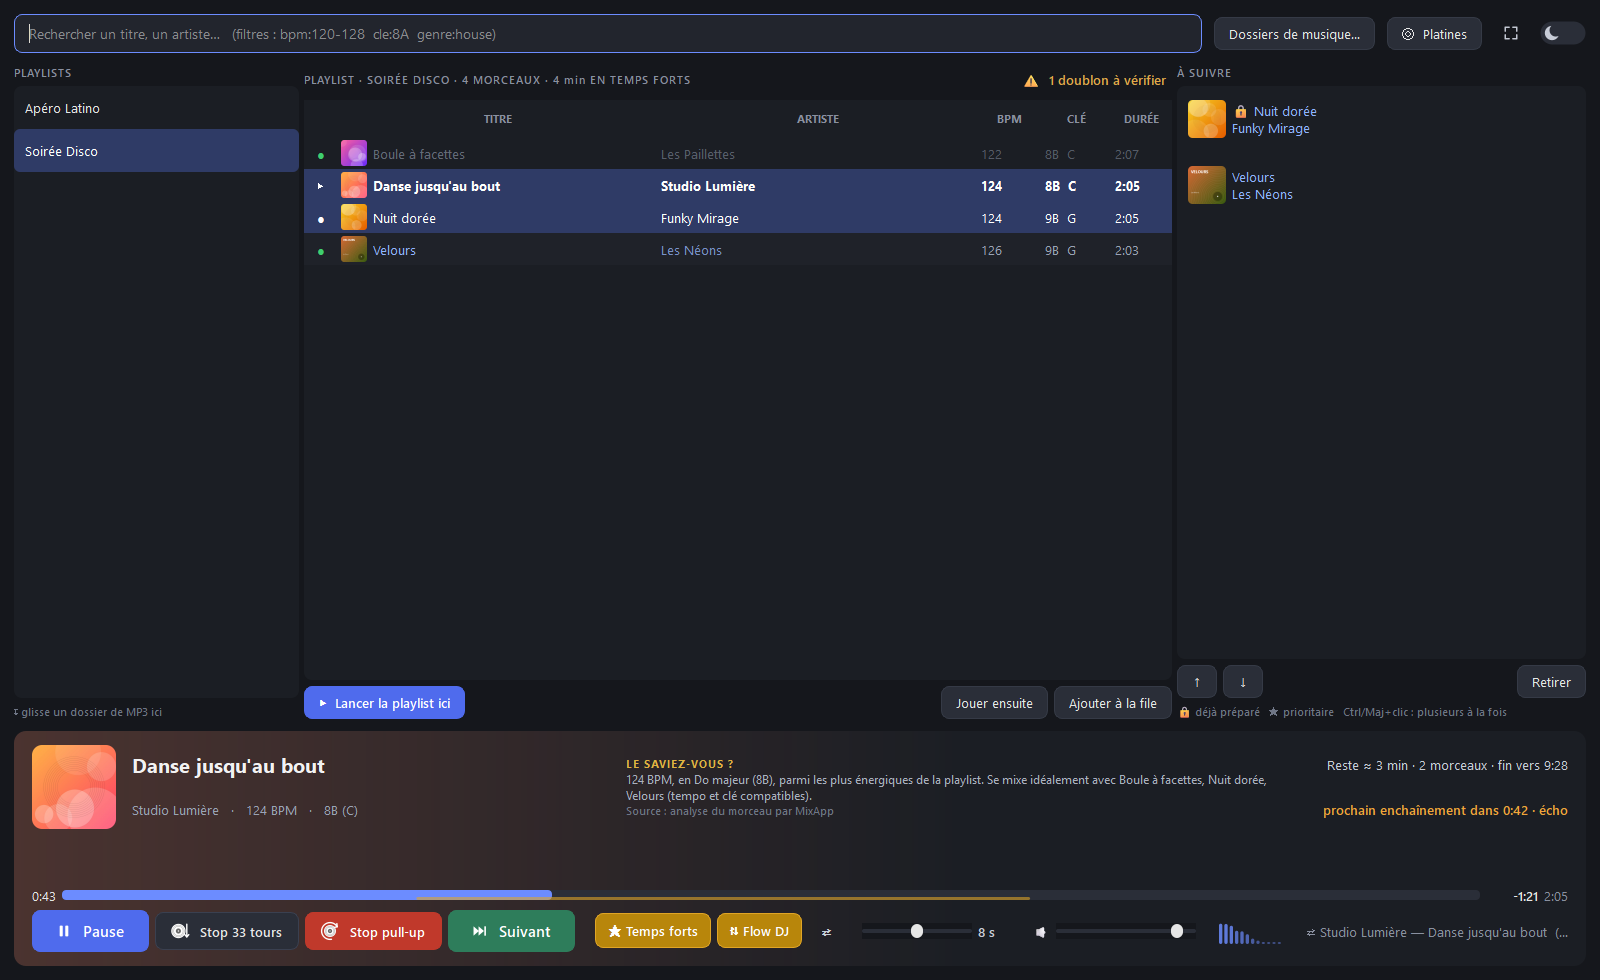 Rechercher un titre, un artiste... (filtres : bpm:120-128 cle:8A genre:house)
Dossiers de musique...
Platines
PLAYLISTS
Apéro Latino
Soirée Disco
glisse un dossier de MP3 ici
PLAYLIST · SOIRÉE DISCO · 4 MORCEAUX · 4 min EN TEMPS FORTS
1 doublon à vérifier
TITRE ARTISTE BPM CLÉ DURÉE
Boule à facettes Les Paillettes 122 8B C 2:07
Danse jusqu'au bout Studio Lumière 124 8B C 2:05
Nuit dorée Funky Mirage 124 9B G 2:05
Velours Les Néons 126 9B G 2:03
Lancer la playlist ici
Jouer ensuite
Ajouter à la file
À SUIVRE
Nuit dorée
Funky Mirage
VELOURS
Velours
Les Néons
↑ ↓
Retirer
déjà préparé ★ prioritaire Ctrl/Maj+clic : plusieurs à la fois
Danse jusqu'au bout
Studio Lumière · 124 BPM · 8B (C)
LE SAVIEZ-VOUS ?
124 BPM, en Do majeur (8B), parmi les plus énergiques de la playlist. Se mixe idéalement avec Boule à facettes, Nuit dorée,
Velours (tempo et clé compatibles).
Source : analyse du morceau par MixApp
Reste ≈ 3 min · 2 morceaux · fin vers 9:28
prochain enchaînement dans 0:42 · écho
0:43
-1:21 2:05
Pause
Stop 33 tours
Stop pull-up
Suivant
★ Temps forts
Flow DJ
8 s
⇄ Studio Lumière — Danse jusqu'au bout (...